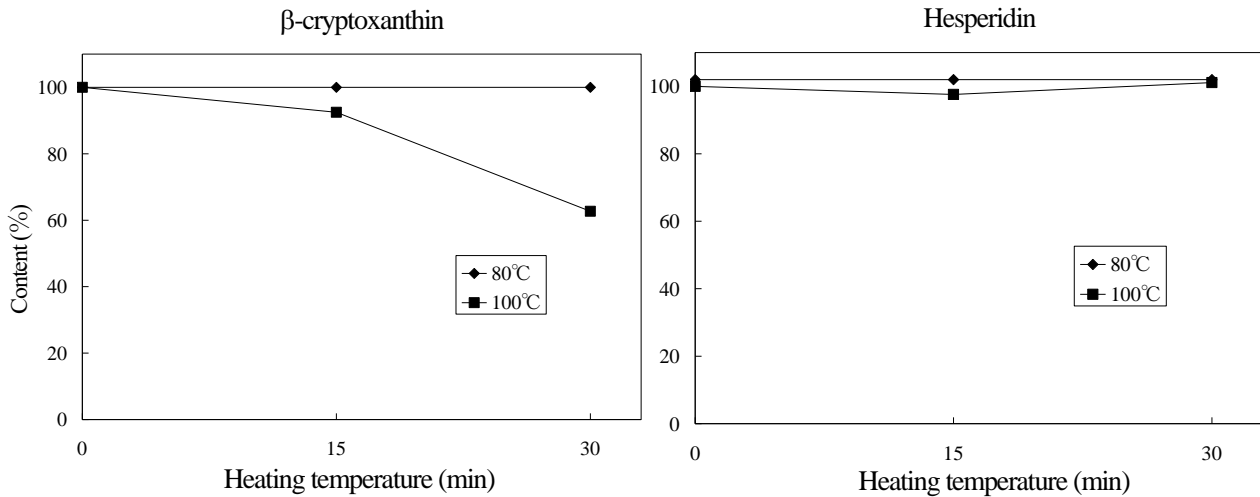 β-cryptoxanthin
Content (%)
100
80
60
40
20
0
0 15 30
80℃
100℃
Heating temperature (min)
Hesperidin
100
80
60
40
20
0
0 15 30
80℃
100℃
Heating temperature (min)